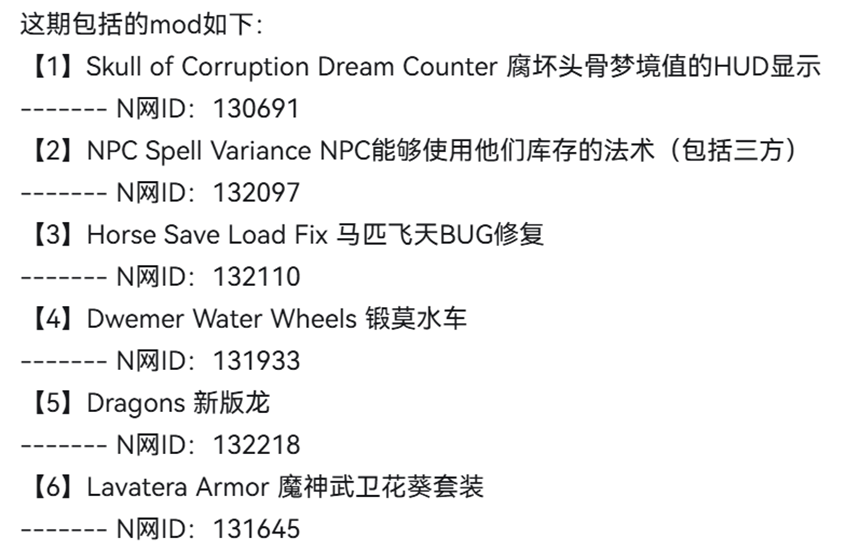 这期包括的mod如下：
【1】Skull of Corruption Dream Counter 腐坏头骨梦境值的HUD显示
------- N网ID：130691
【2】NPC Spell Variance NPC能够使用他们库存的法术（包括三方）
------- N网ID：132097
【3】Horse Save Load Fix 马匹飞天BUG修复
------- N网ID：132110
【4】Dwemer Water Wheels 锻莫水车
------- N网ID：131933
【5】Dragons 新版龙
------- N网ID：132218
【6】Lavatera Armor 魔神武卫花葵套装
------- N网ID：131645